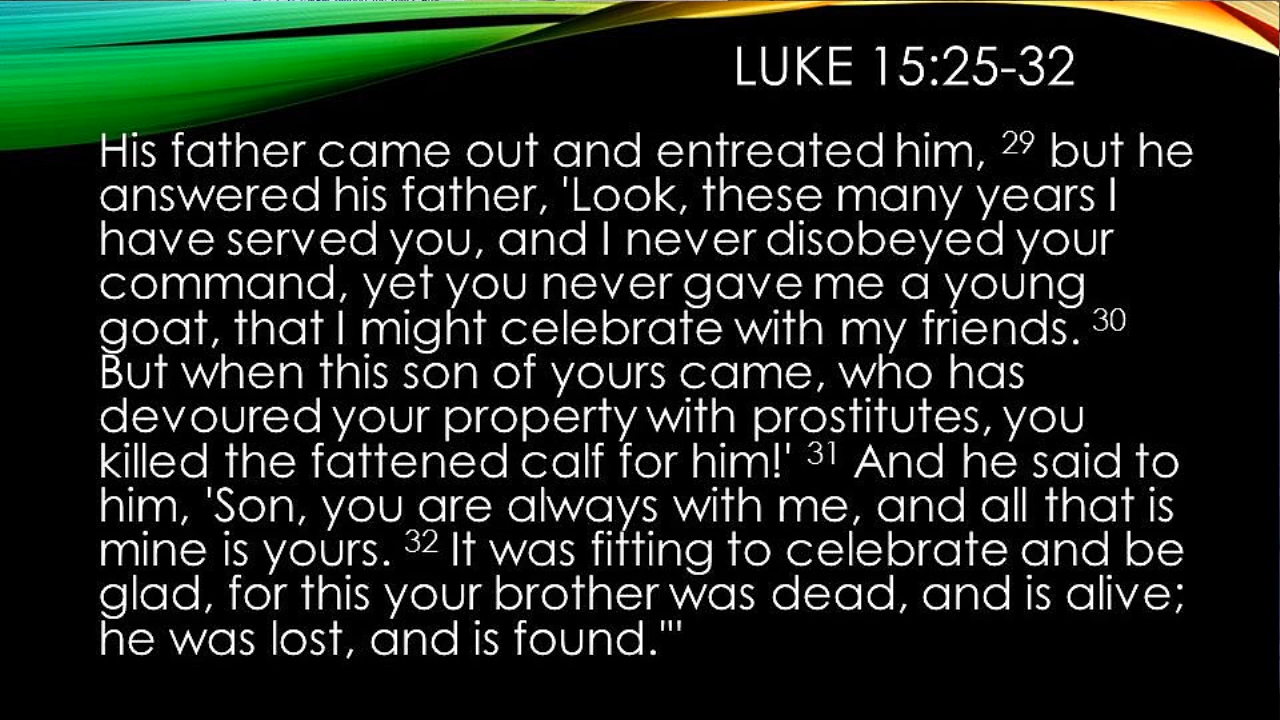 LUKE 15:25-32
His father came out and entreated him, 29 but he
answered his father, 'Look, these many years I
have served you, and I never disobeyed your
command, yet you never gave me a young
goat, that I might celebrate with my friends. 30
But when this son of yours came, who has
devoured your property with prostitutes, you
killed the fattened calf for him!' 31 And he said to
him, 'Son, you are always with me, and all that is
mine is yours. 32 It was fitting to celebrate and be
glad, for this your brother was dead, and is alive;
he was lost, and is found.'"